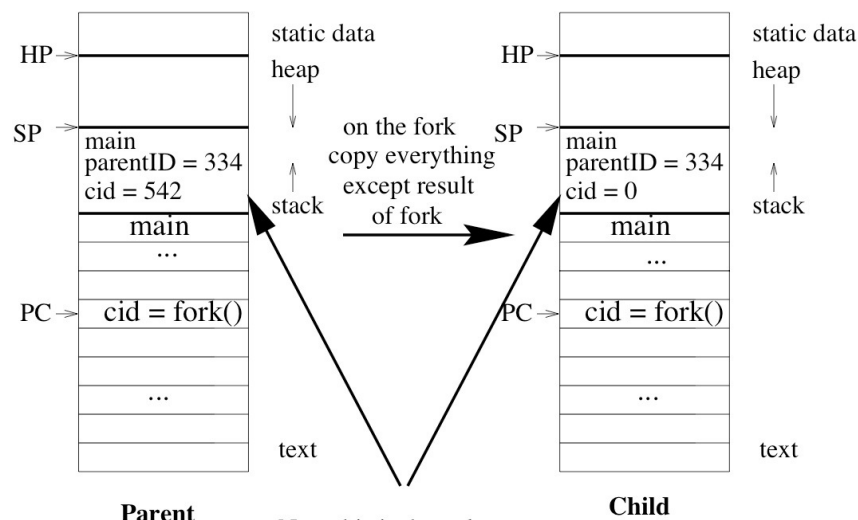 static data
HP
heap
SP
main
parentID = 334
cid = 542
stack
main
...
PC
cid = fork()
...
text
Parent
on the fork
copy everything
except result
of fork
static data
HP
heap
SP
main
parentID = 334
cid = 0
stack
main
...
PC
cid = fork()
...
text
Child